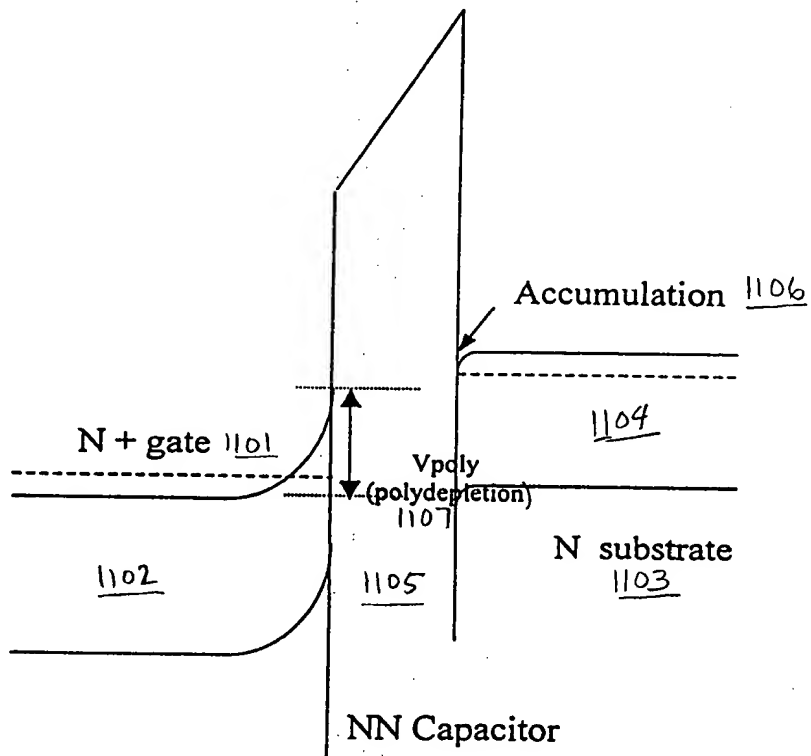 Accumulation 1106
1104
N + gate 1101
Vpoly
(polydepletion)
1107
N substrate
1103
1102
1105
NN Capacitor